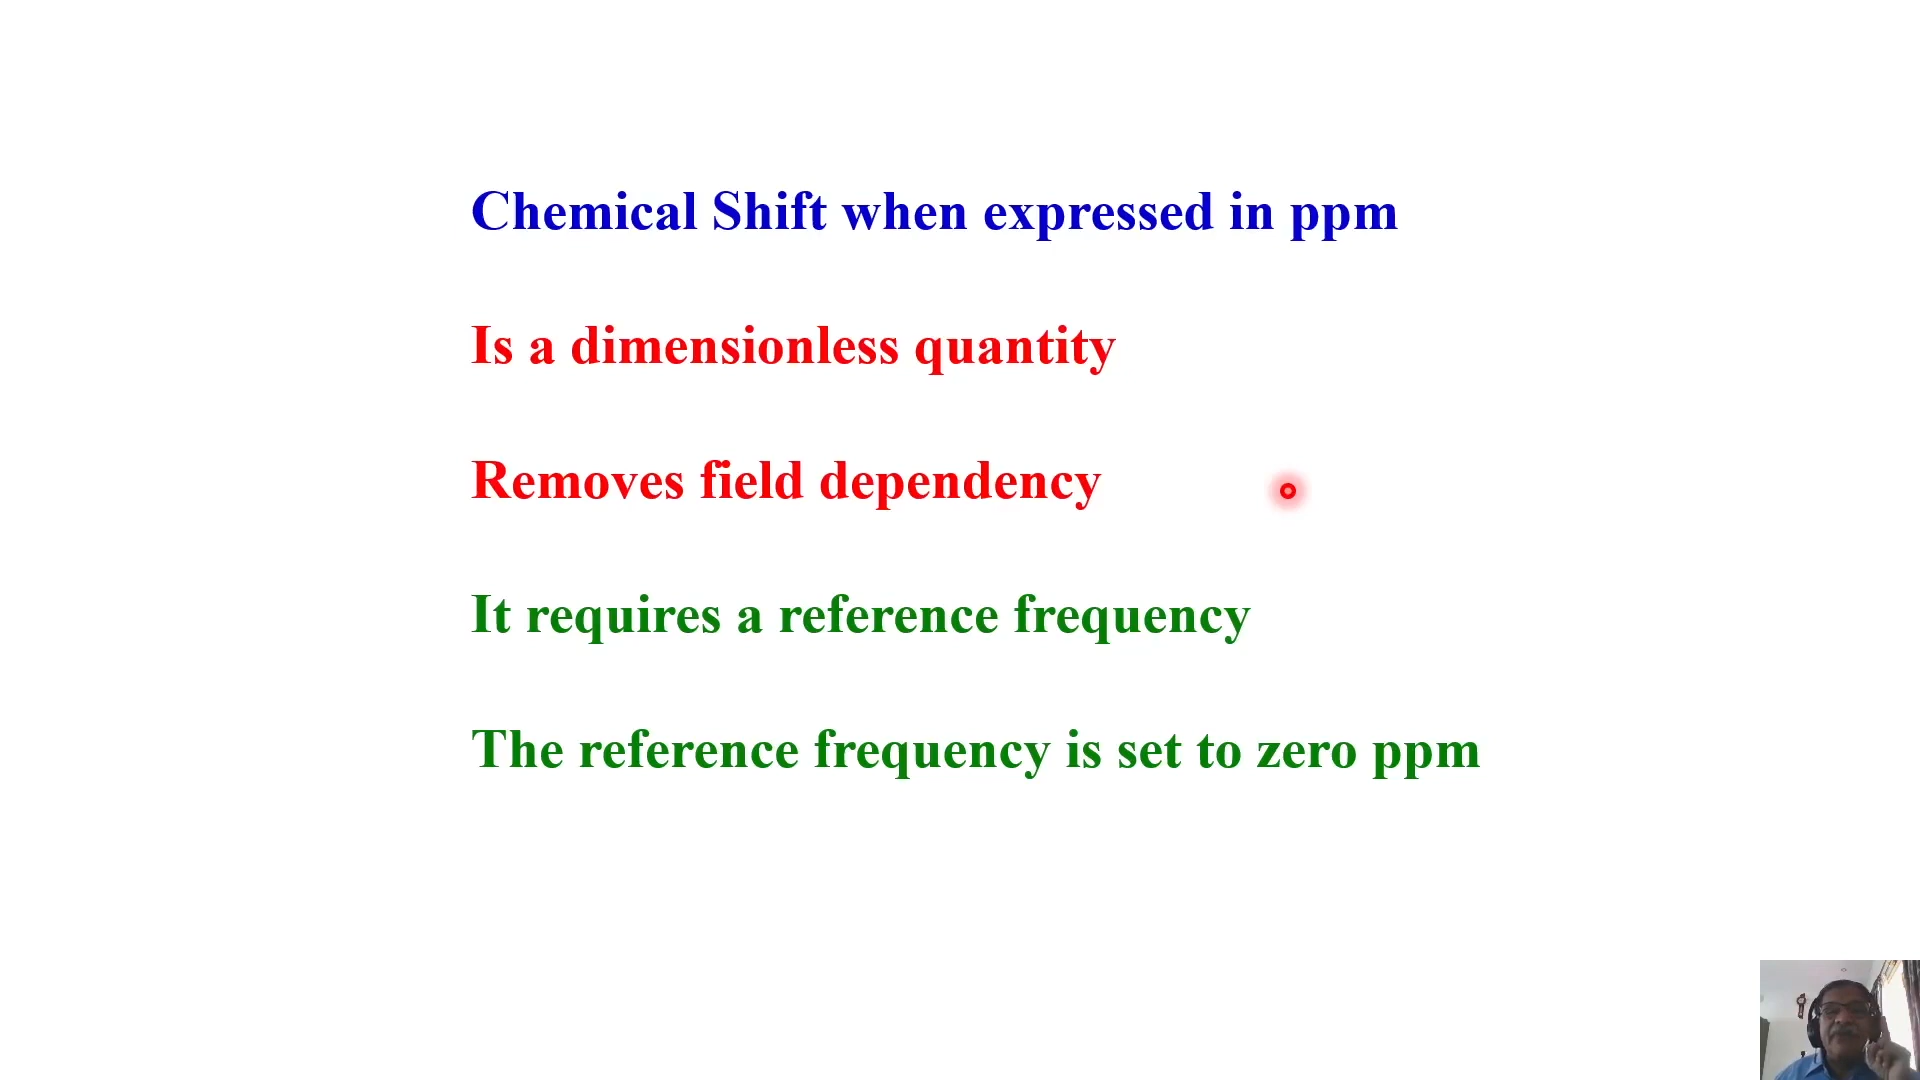 Chemical Shift when expressed in ppm
Is a dimensionless quantity
Removes field dependency
It requires a reference frequency
The reference frequency is set to zero ppm